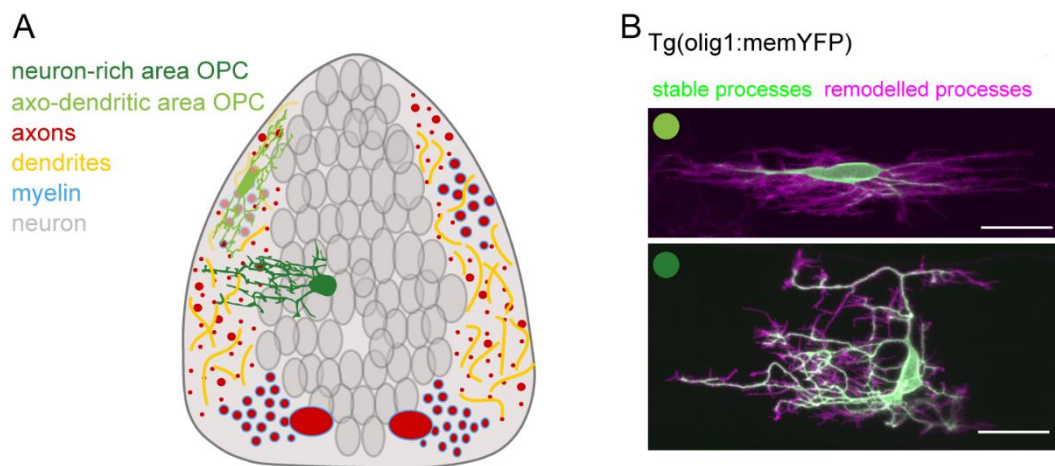 A
neuron-rich area OPC
axo-dendritic area OPC
axons
dendrites
myelin
neuron
B
Tg(olig1:memYFP)
stable processes remodelled processes